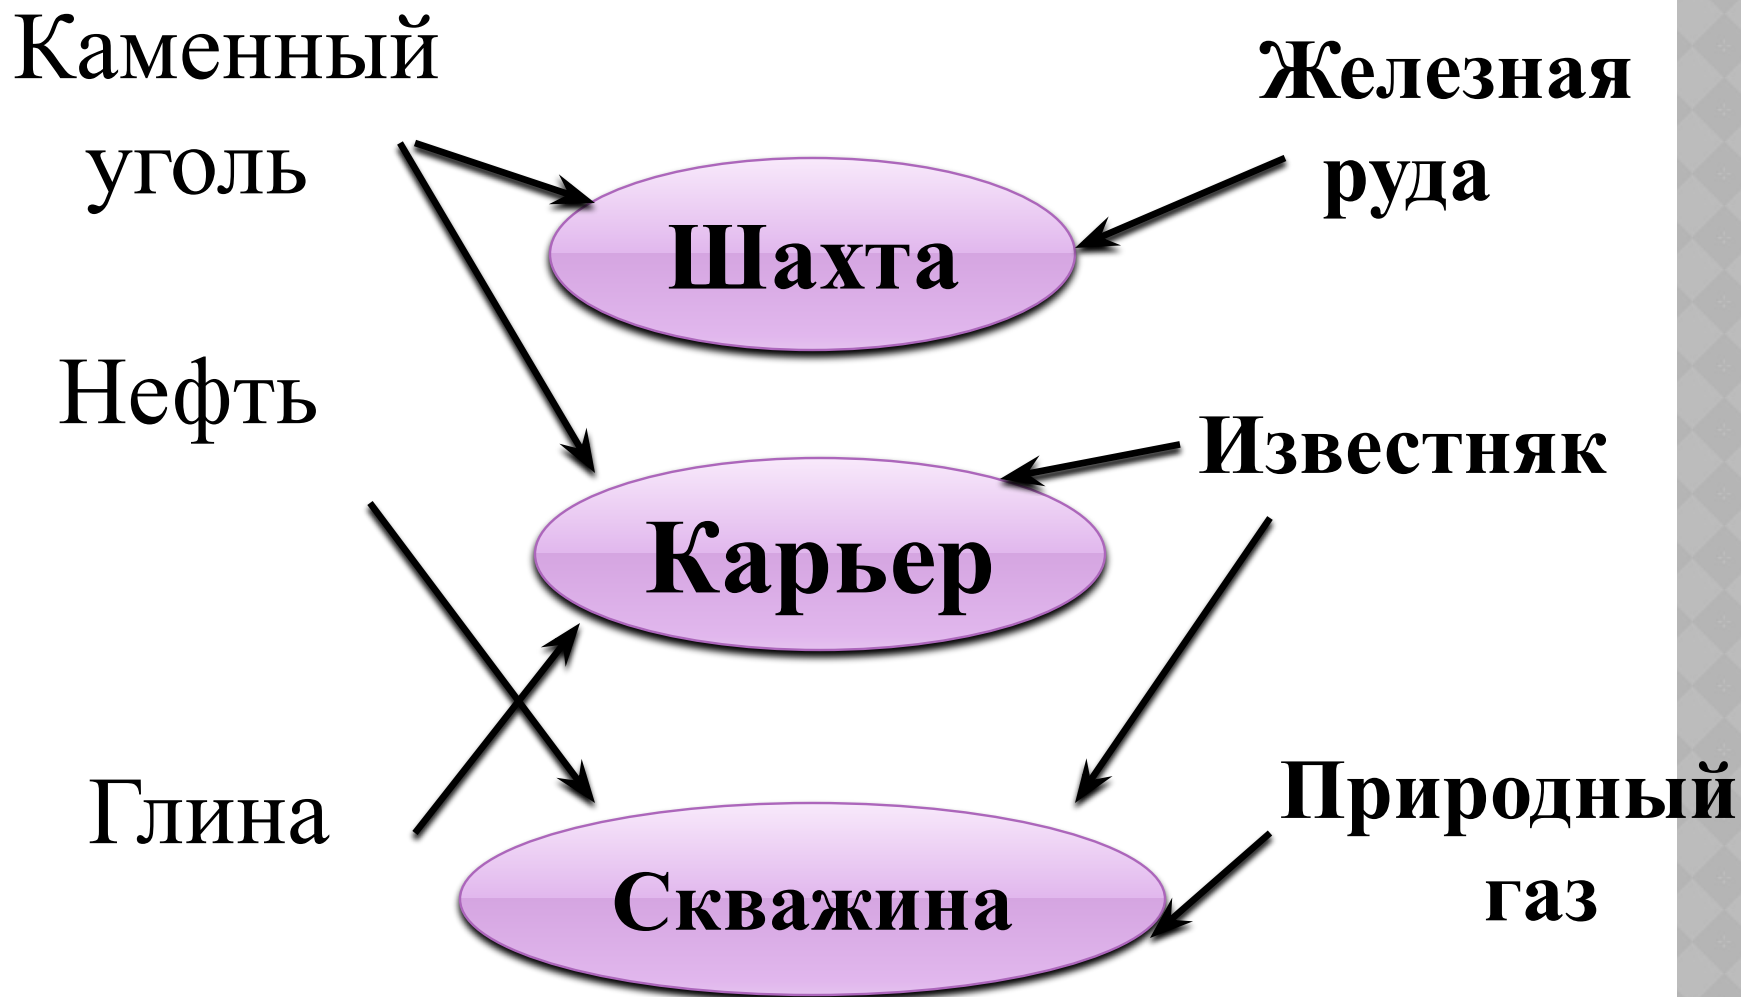 Каменный
уголь
Железная
руда
Шахта
Нефть
Известняк
Карьер
Глина
Природный
газ
Скважина